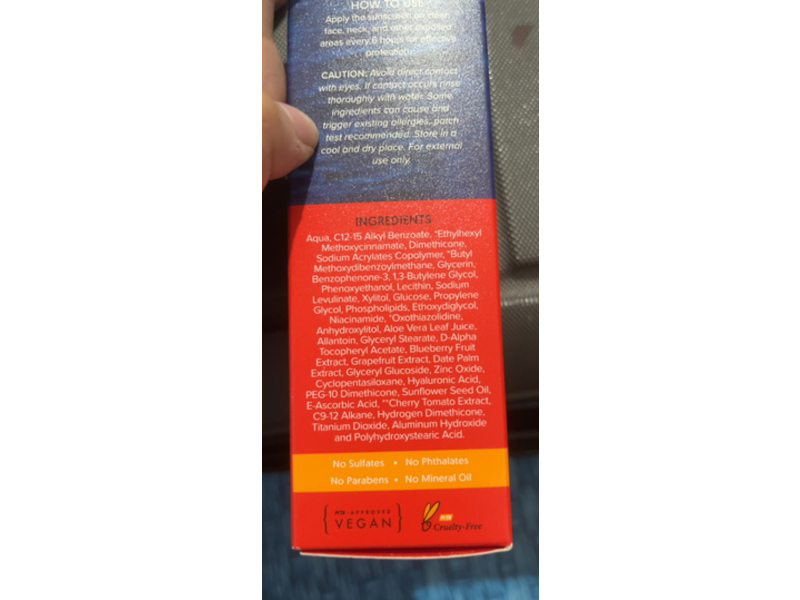 HOW TO USE
Apply the sunscreen on clean
face, neck, and other exposed
areas every 6 hours for effective
protection.
CAUTION: Avoid direct contact
with eyes. If contact occurs rinse
thoroughly with water. Some
ingredients can cause and
trigger existing allergies, patch
test recommended. Store in a
cool and dry place. For external
use only.
INGREDIENTS
Aqua, C12-15 Alkyl Benzoate, *Ethylhexyl
Methoxycinnamate, Dimethicone,
Sodium Acrylates Copolymer, *Butyl
Methoxydibenzoylmethane, Glycerin,
Benzophenone-3, 1,3-Butylene Glycol,
Phenoxyethanol, Lecithin, Sodium
Levulinate, Xylitol, Glucose, Propylene
Glycol, Phospholipids, Ethoxydiglycol,
Niacinamide, *Oxothiazolidine,
Anhydroxylitol, Aloe Vera Leaf Juice,
Allantoin, Glyceryl Stearate, D-Alpha
Tocopheryl Acetate, Blueberry Fruit
Extract, Grapefruit Extract, Date Palm
Extract, Glyceryl Glucoside, Zinc Oxide,
Cyclopentasiloxane, Hyaluronic Acid,
PEG-10 Dimethicone, Sunflower Seed Oil,
E-Ascorbic Acid, **Cherry Tomato Extract,
C9-12 Alkane, Hydrogen Dimethicone,
Titanium Dioxide, Aluminum Hydroxide
and Polyhydroxystearic Acid.
No Sulfates • No Phthalates
No Parabens • No Mineral Oil
PETA - APPROVED
VEGAN
PETA
Cruelty-Free